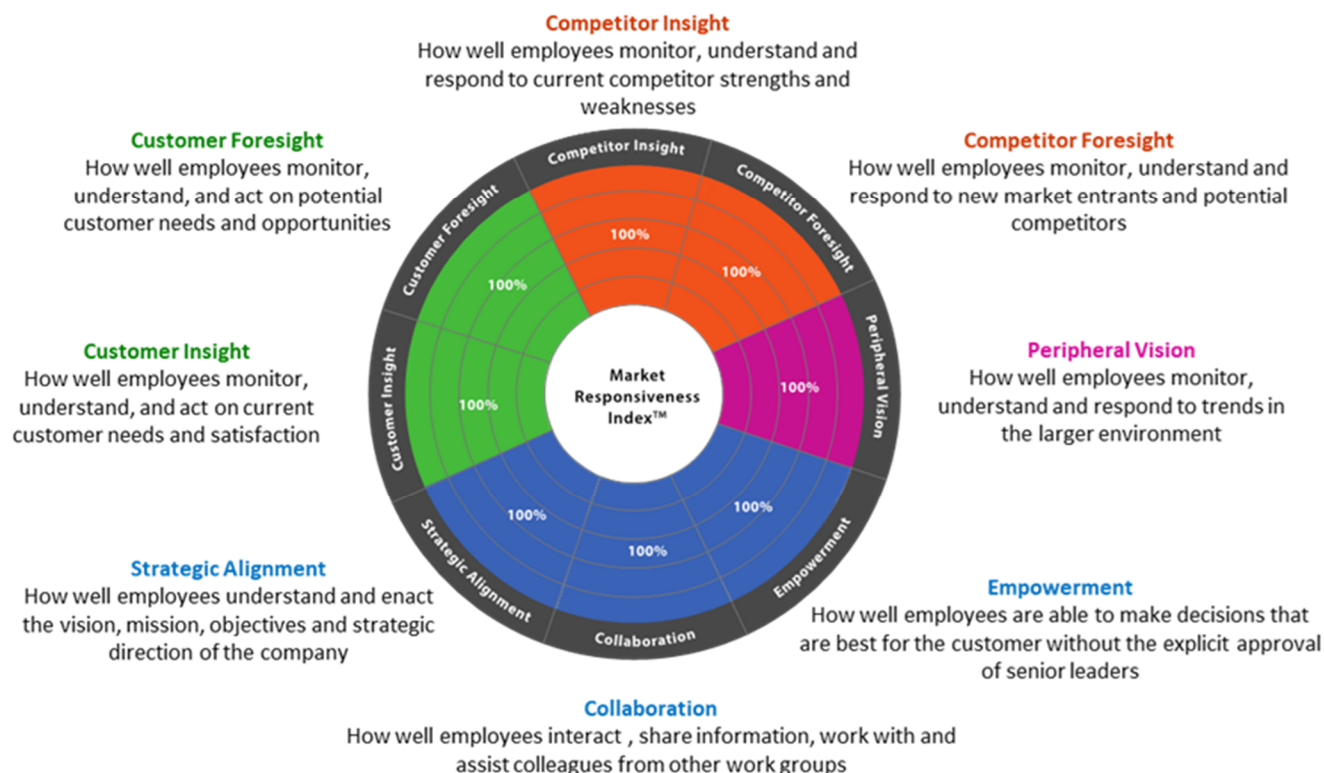 Competitor Insight
How well employees monitor, understand and
respond to current competitor strengths and
weaknesses
Customer Foresight
How well employees monitor,
understand, and act on potential
customer needs and opportunities
Competitor Foresight
How well employees monitor, understand and
respond to new market entrants and potential
competitors
Customer Insight
How well employees monitor,
understand, and act on current
customer needs and satisfaction
Peripheral Vision
How well employees monitor,
understand and respond to trends in
the larger environment
Competitor Insight
Competitor Foresight
Customer Foresight
Customer Insight
Peripheral Vision
Strategic Alignment
Collaboration
Empowerment
100%
100%
100%
100%
100%
100%
100%
100%
Market
Responsiveness
Index™
Strategic Alignment
How well employees understand and enact
the vision, mission, objectives and strategic
direction of the company
Empowerment
How well employees are able to make decisions that
are best for the customer without the explicit approval
of senior leaders
Collaboration
How well employees interact , share information, work with and
assist colleagues from other work groups